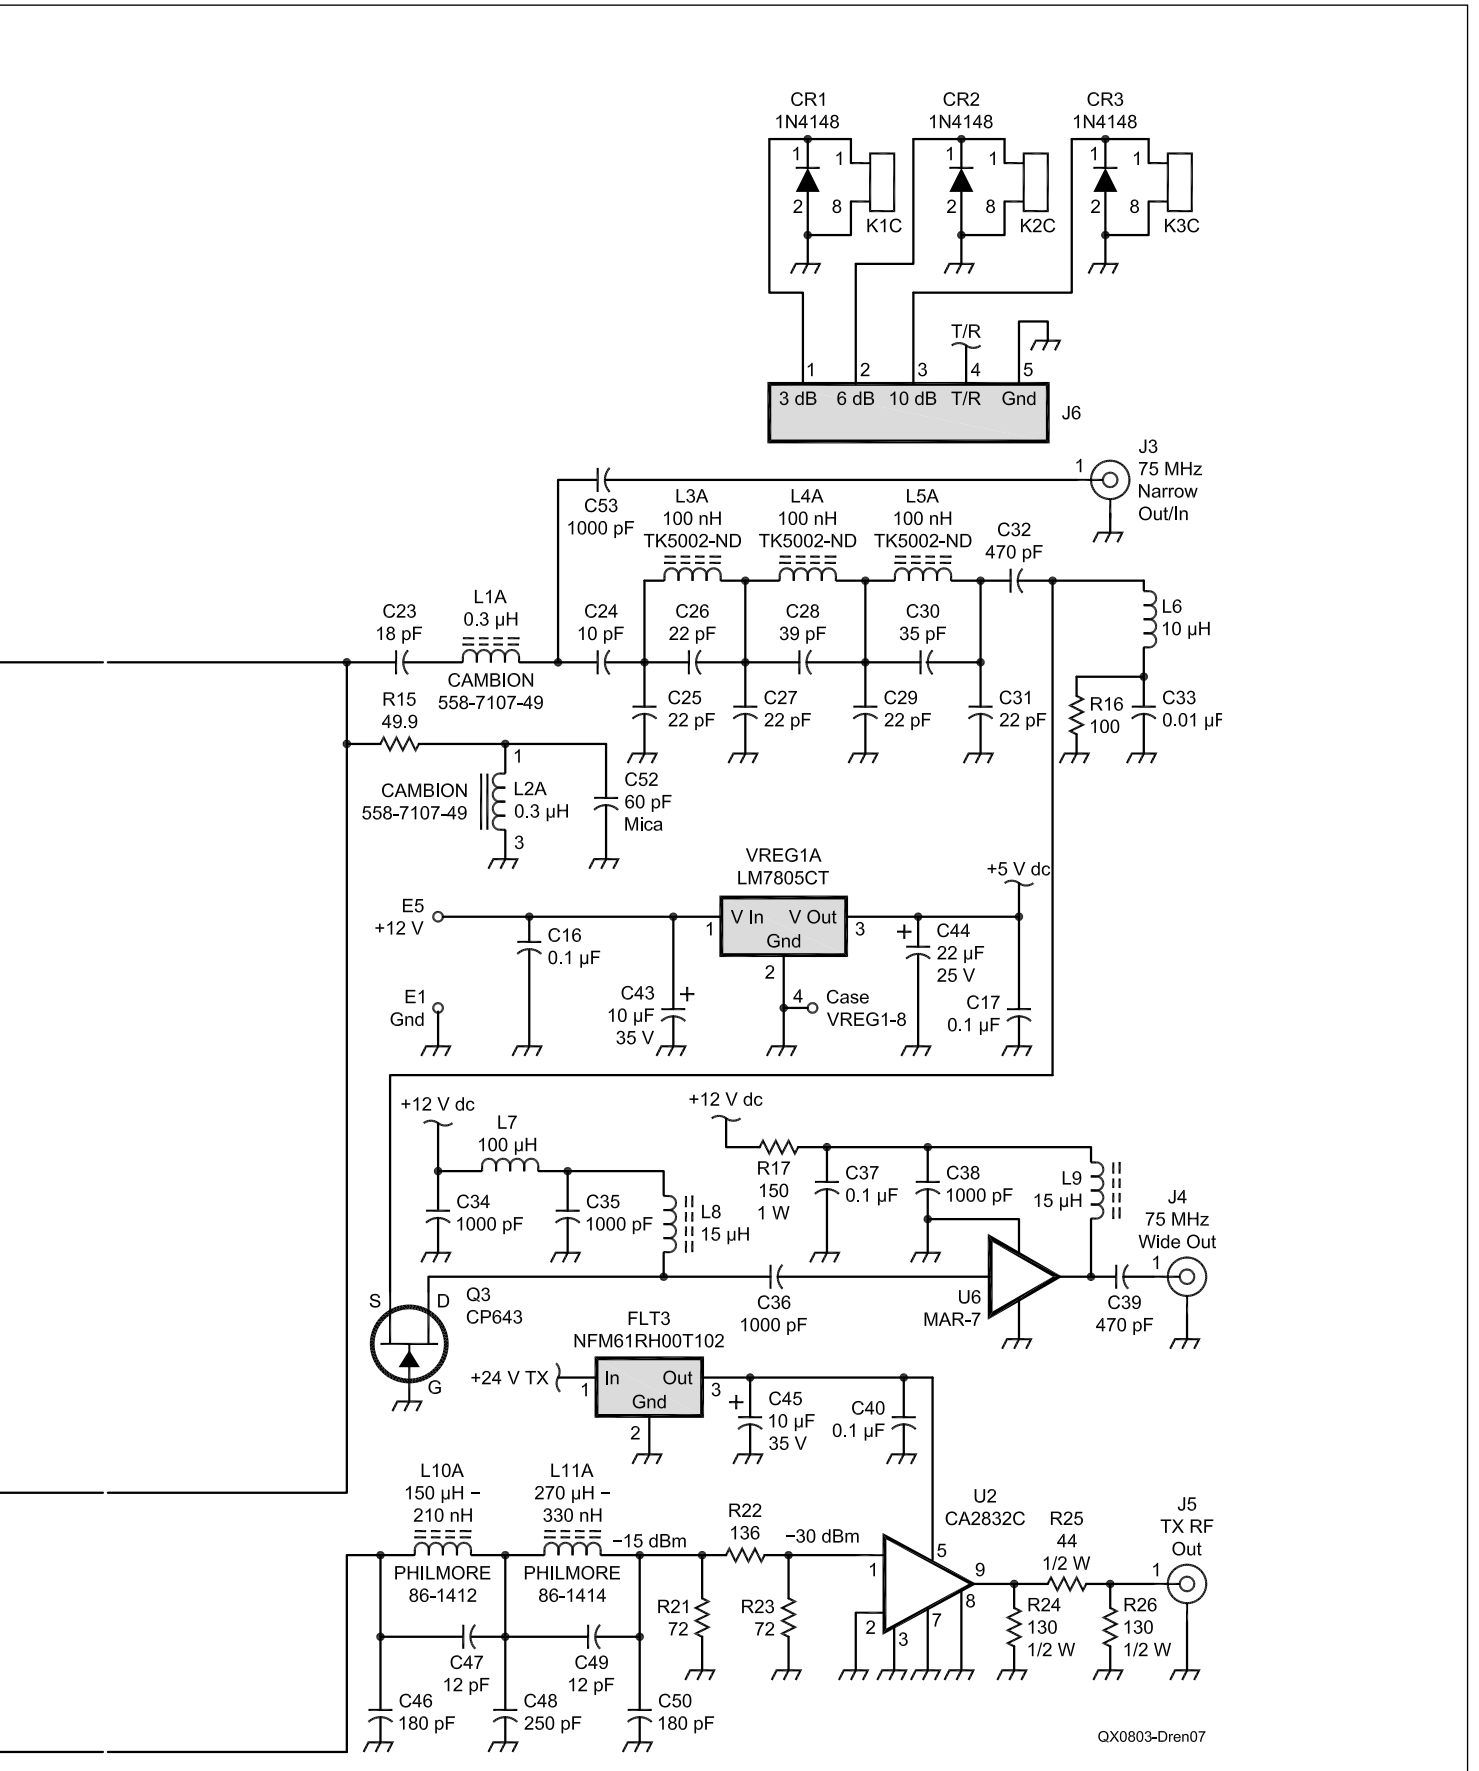 CR1
1N4148
1
2
1
8
K1C
CR2
1N4148
1
2
1
8
K2C
CR3
1N4148
1
2
1
8
K3C
T/R
1
2
3
4
5
3 dB
6 dB
10 dB
T/R
Gnd
J6
J3
75 MHz
Narrow
Out/In
1
C53
1000 pF
L3A
100 nH
TK5002-ND
L4A
100 nH
TK5002-ND
L5A
100 nH
TK5002-ND
C32
470 pF
C23
18 pF
L1A
0.3 µH
CAMBION
558-7107-49
C24
10 pF
C26
22 pF
C28
39 pF
C30
35 pF
L6
10 µH
R15
49.9
C25
22 pF
C27
22 pF
C29
22 pF
C31
22 pF
R16
100
C33
0.01 µF
CAMBION
558-7107-49
1
L2A
0.3 µH
3
C52
60 pF
Mica
VREG1A
LM7805CT
V In
V Out
Gnd
1
3
2
4
Case
VREG1-8
+5 V dc
E5
+12 V
C16
0.1 µF
E1
Gnd
C43
10 µF
35 V
+
+
C44
22 µF
25 V
C17
0.1 µF
+12 V dc
L7
100 µH
C34
1000 pF
C35
1000 pF
L8
15 µH
+12 V dc
R17
150
1 W
C37
0.1 µF
C38
1000 pF
L9
15 µH
J4
75 MHz
Wide Out
1
S
D
G
Q3
CP643
C36
1000 pF
U6
MAR-7
C39
470 pF
FLT3
NFM61RH00T102
+24 V TX
1
In
Out
Gnd
3
2
+
C45
10 µF
35 V
C40
0.1 µF
L10A
150 µH –
210 nH
PHILMORE
86-1412
L11A
270 µH –
330 nH
PHILMORE
86-1414
–15 dBm
R22
136
–30 dBm
U2
CA2832C
1
2
3
5
7
8
9
R25
44
1/2 W
J5
TX RF
Out
1
R21
72
R23
72
R24
130
1/2 W
R26
130
1/2 W
C47
12 pF
C49
12 pF
C46
180 pF
C48
250 pF
C50
180 pF
QX0803-Dren07